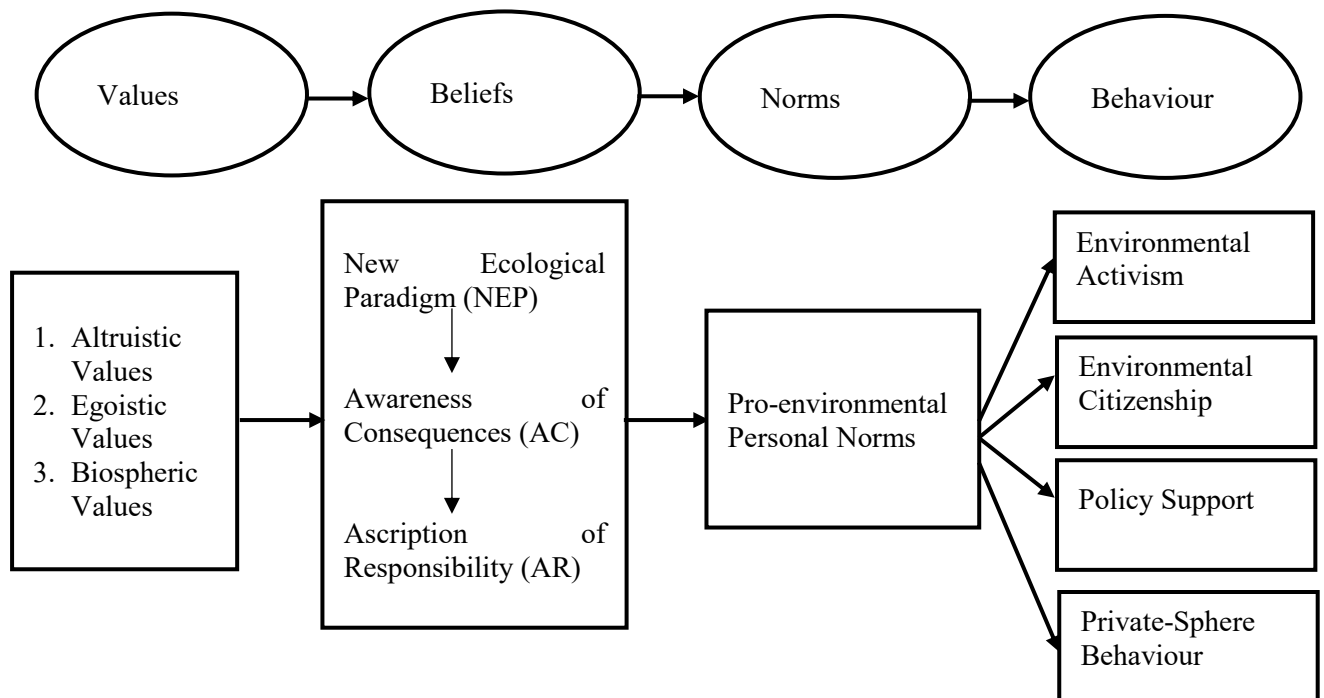 Values
Beliefs
Norms
Behaviour
1. Altruistic
Values
2. Egoistic
Values
3. Biospheric
Values
New Ecological
Paradigm (NEP)
Awareness of
Consequences (AC)
Ascription of
Responsibility (AR)
Pro-environmental
Personal Norms
Environmental
Activism
Environmental
Citizenship
Policy Support
Private-Sphere
Behaviour